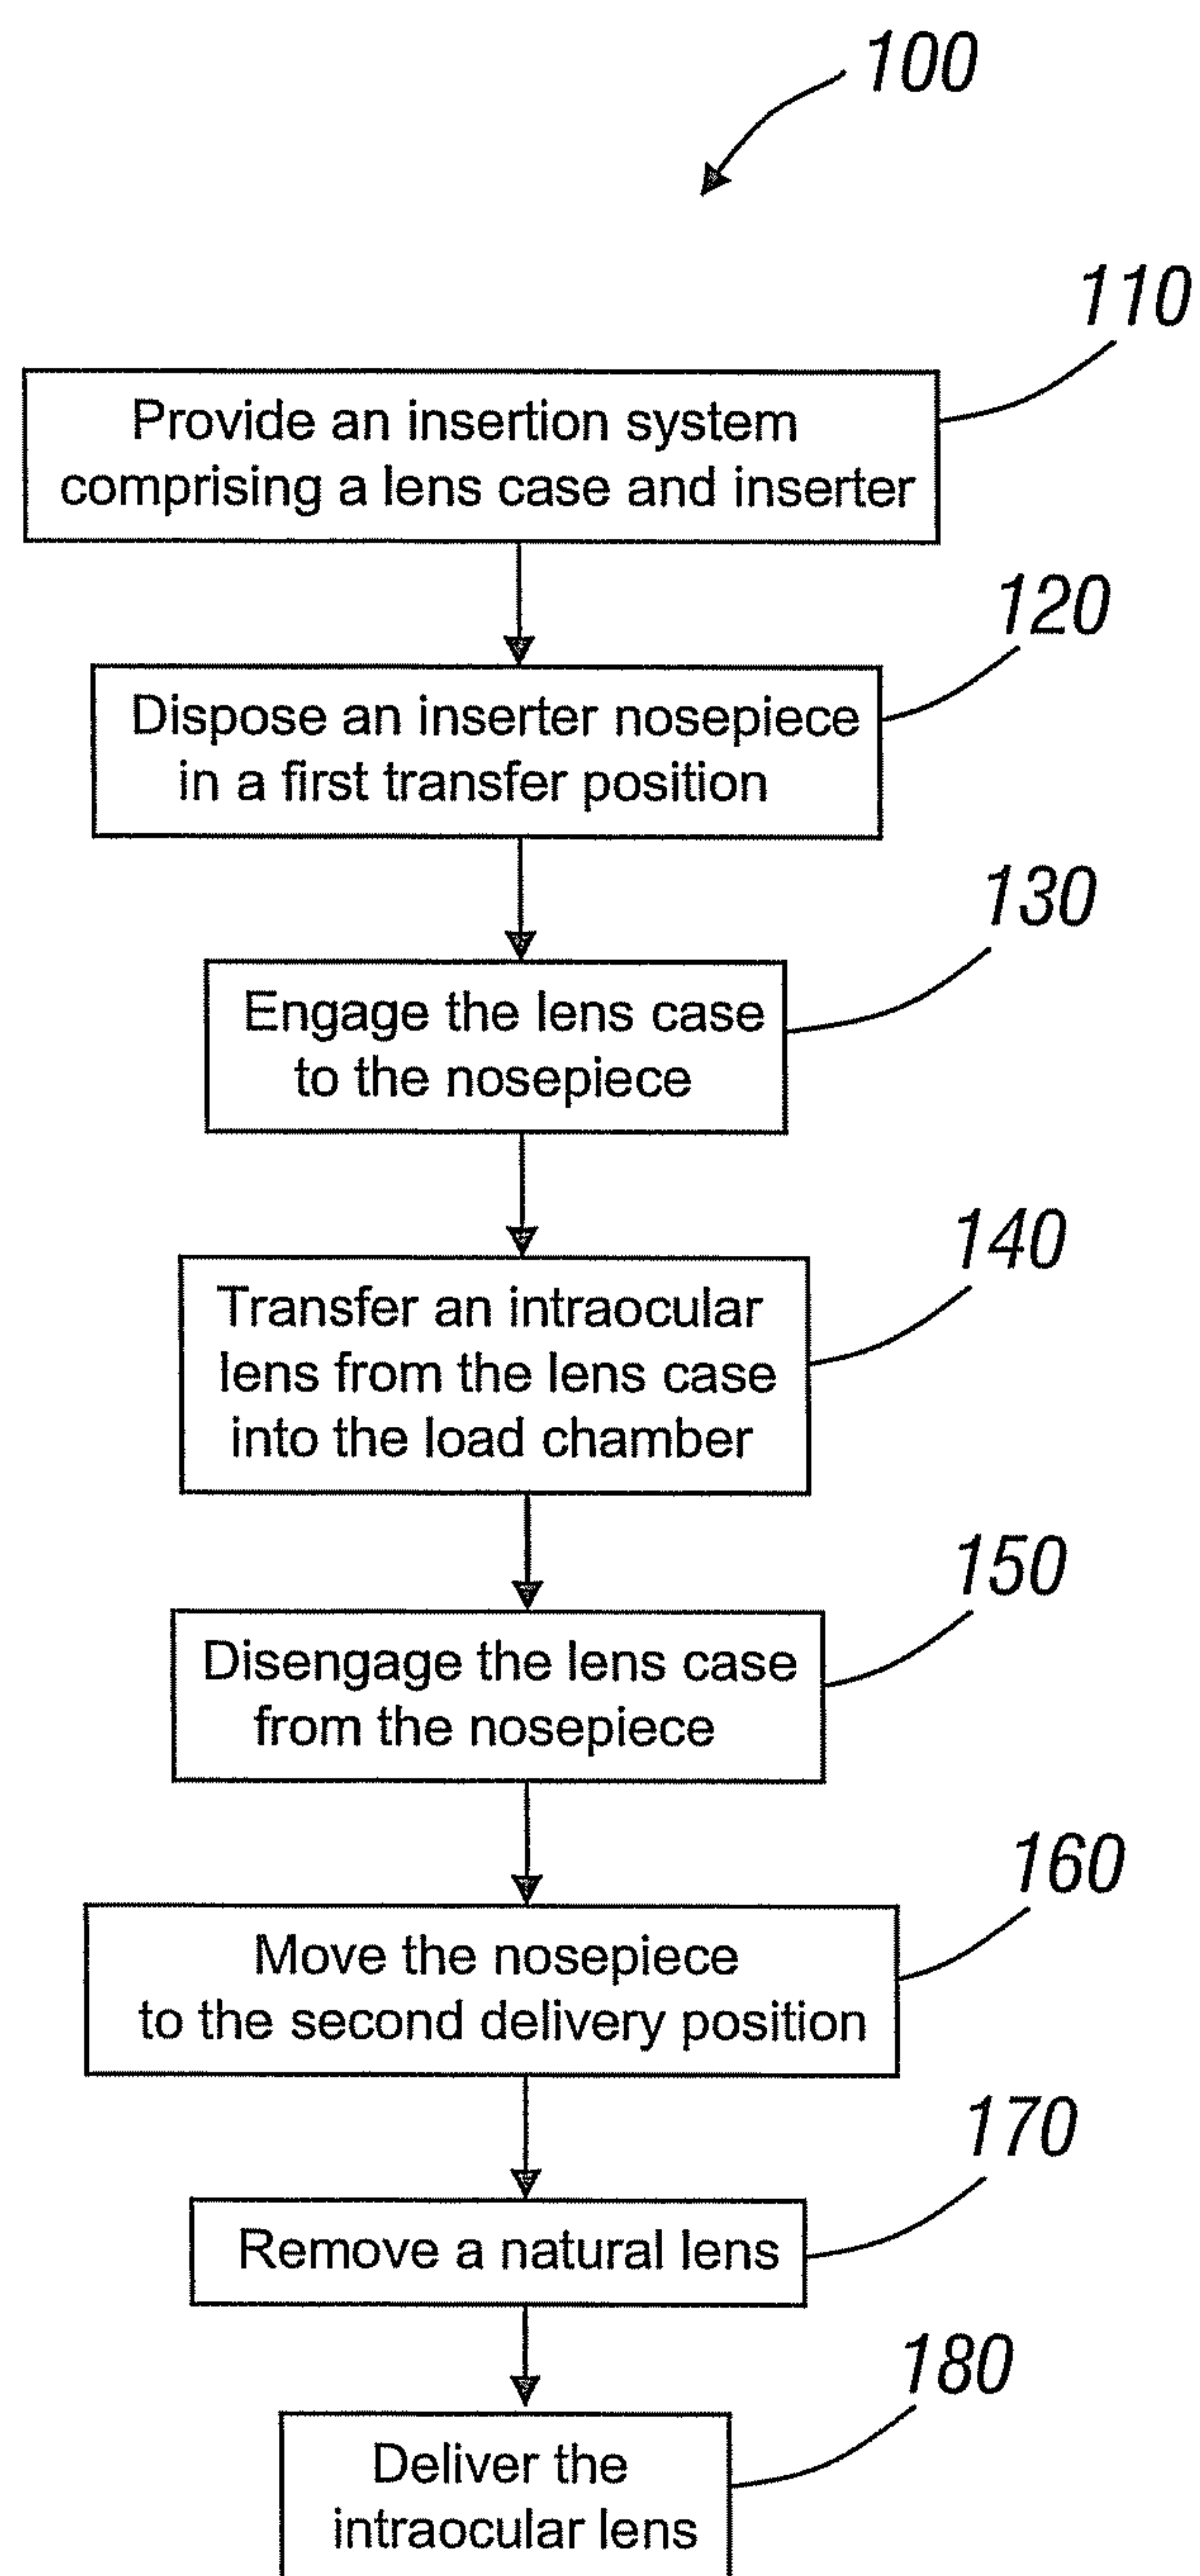 100
110
Provide an insertion system
comprising a lens case and inserter
120
Dispose an inserter nosepiece
in a first transfer position
130
Engage the lens case
to the nosepiece
140
Transfer an intraocular
lens from the lens case
into the load chamber
150
Disengage the lens case
from the nosepiece
160
Move the nosepiece
to the second delivery position
170
Remove a natural lens
180
Deliver the
intraocular lens